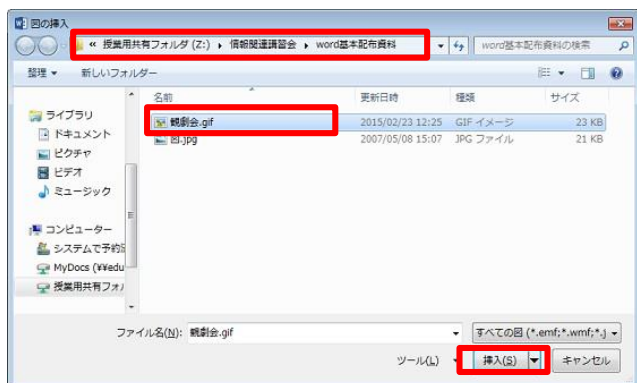 図の挿入
« 授業用共有フォルダ (Z:) ▸ 情報関連講習会 ▸ word基本配布資料
word基本配布資料の検索
整理 ▼ 新しいフォルダー
名前 更新日時 種類 サイズ
ライブラリ
ドキュメント
ピクチャ
ビデオ
ミュージック
コンピューター
システムで予約済
MyDocs (¥¥edu
授業用共有フォル
観劇会.gif 2015/02/23 12:25 GIF イメージ 23 KB
図.jpg 2007/05/08 15:07 JPG ファイル 21 KB
ファイル名(N): 観劇会.gif すべての図 (*.emf;*.wmf;*.j
ツール(L) 挿入(S) キャンセル